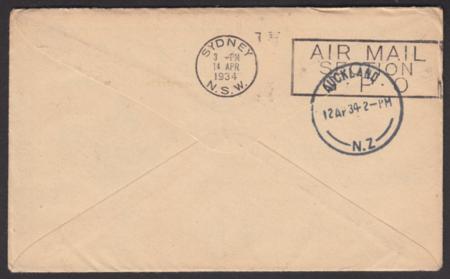 SYDNEY
3 - PM
14 APR
1934
N.S.W.
AIR MAIL
SECTION
G.P.O
AUCKLAND
12 Ap 34 2 - PM
N.Z.